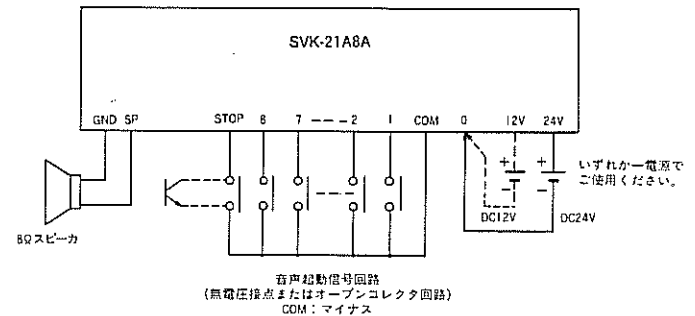 SVK-21A8A
GND SP STOP 8 7 2 1 COM 0 12V 24V
+ - + -
いずれか一電源で
ご使用ください。
DC12V DC24V
8Ωスピーカ
音声起動信号回路
(無電圧接点またはオープンコレクタ回路)
COM：マイナス